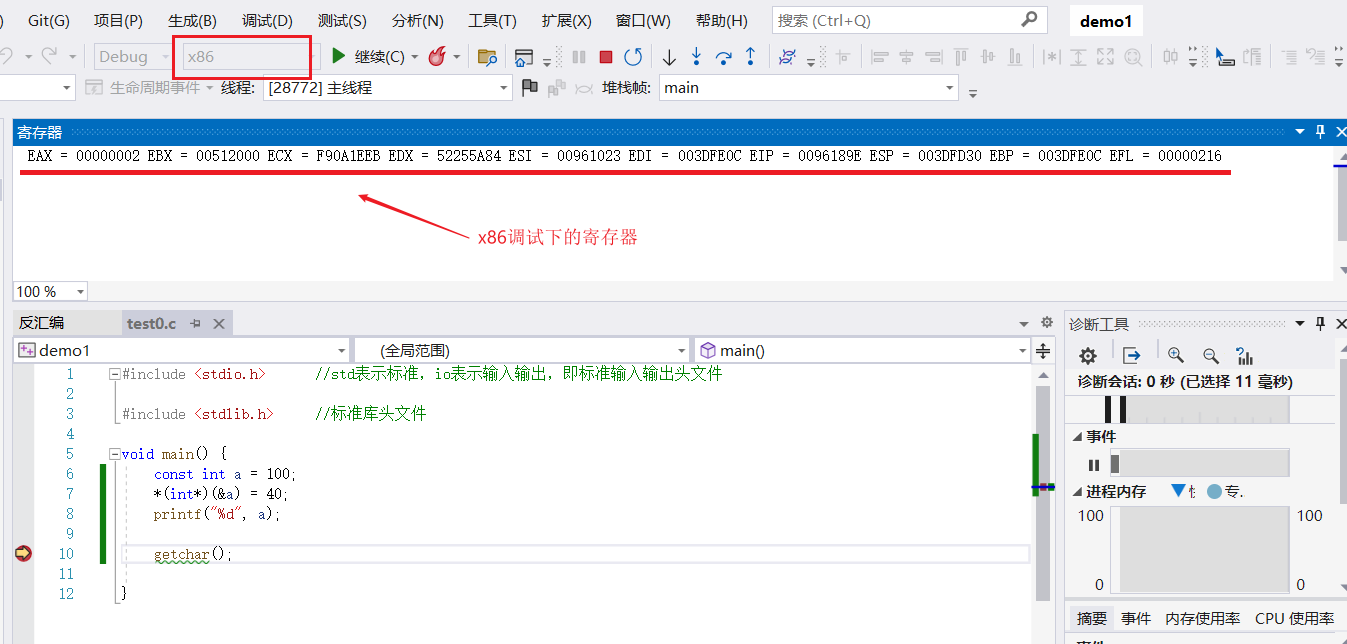 ) Git(G) 项目(P) 生成(B) 调试(D) 测试(S) 分析(N) 工具(T) 扩展(X) 窗口(W) 帮助(H) 搜索 (Ctrl+Q) demo1
Debug x86 继续(C)
生命周期事件 线程: [28772] 主线程 堆栈帧: main
寄存器
EAX = 00000002 EBX = 00512000 ECX = F90A1EEB EDX = 52255A84 ESI = 00961023 EDI = 003DFE0C EIP = 0096189E ESP = 003DFD30 EBP = 003DFE0C EFL = 00000216
x86调试下的寄存器
100 %
反汇编 test0.c
demo1 (全局范围) main()
1 #include <stdio.h> //std表示标准，io表示输入输出，即标准输入输出头文件
2
3 #include <stdlib.h> //标准库头文件
4
5 void main() {
6 const int a = 100;
7 *(int*)(&a) = 40;
8 printf("%d", a);
9
10 getchar();
11
12 }
诊断工具
诊断会话: 0 秒 (已选择 11 毫秒)
事件
进程内存 专..
100 100
0 0
摘要 事件 内存使用率 CPU 使用率